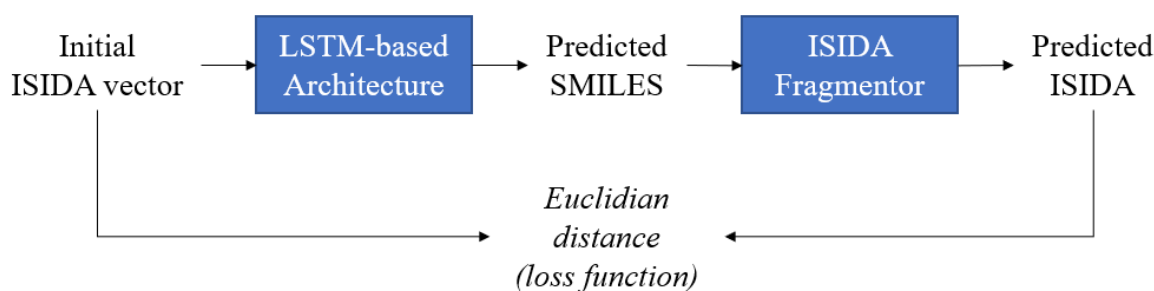 Initial
ISIDA vector
LSTM-based
Architecture
Predicted
SMILES
ISIDA
Fragmentor
Predicted
ISIDA
Euclidian
distance
(loss function)